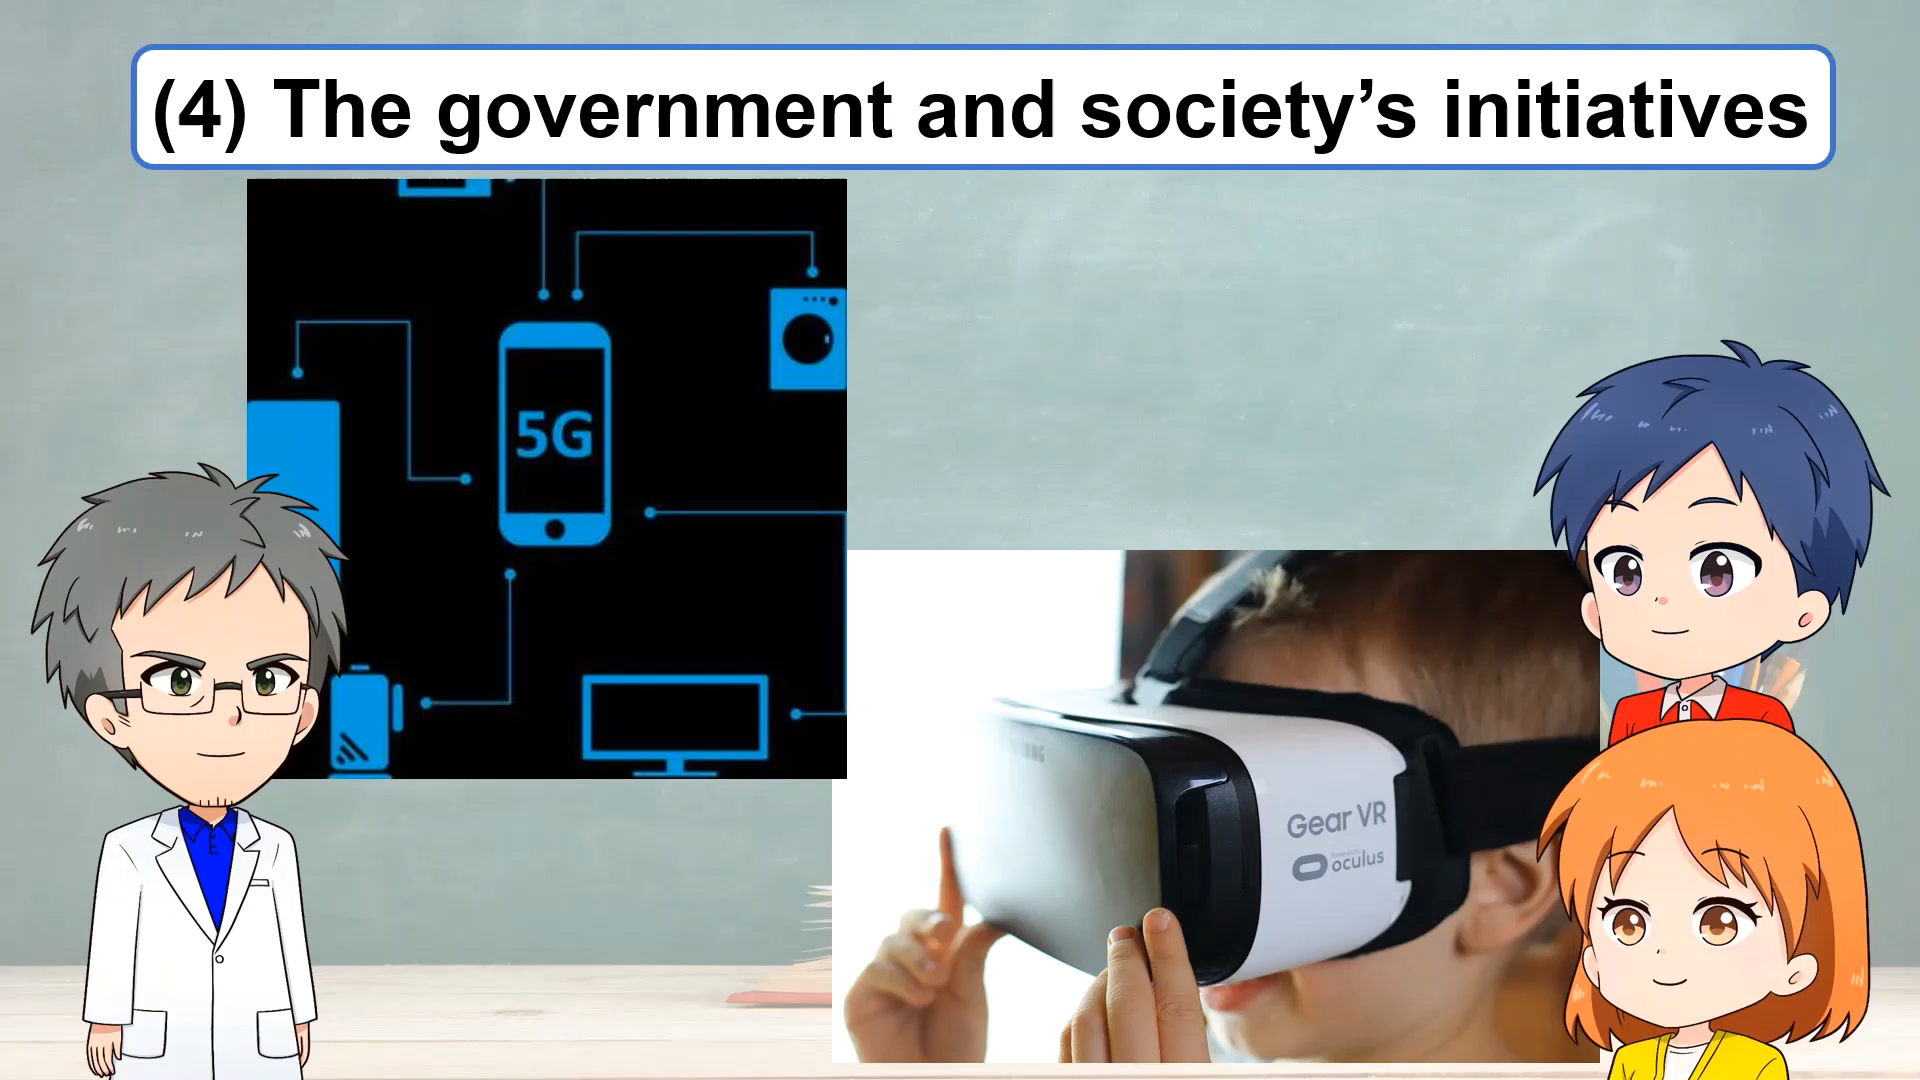 (4) The government and society’s initiatives
5G
Gear VR
oculus